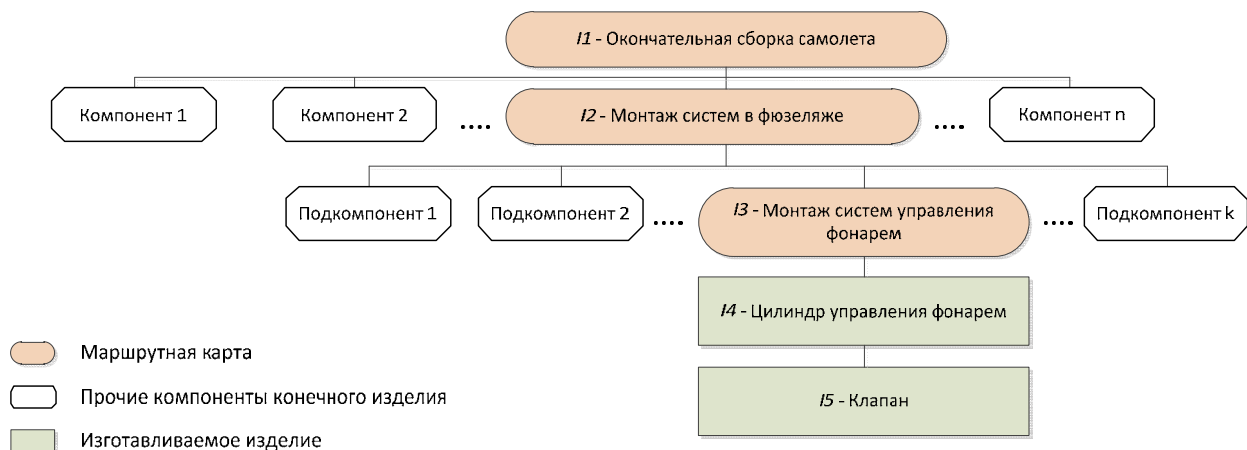 I1 - Окончательная сборка самолета
Компонент 1
Компонент 2
....
I2 - Монтаж систем в фюзеляже
....
Компонент n
Подкомпонент 1
Подкомпонент 2
....
I3 - Монтаж систем управления
фонарем
....
Подкомпонент k
I4 - Цилиндр управления фонарем
I5 - Клапан
Маршрутная карта
Прочие компоненты конечного изделия
Изготавливаемое изделие